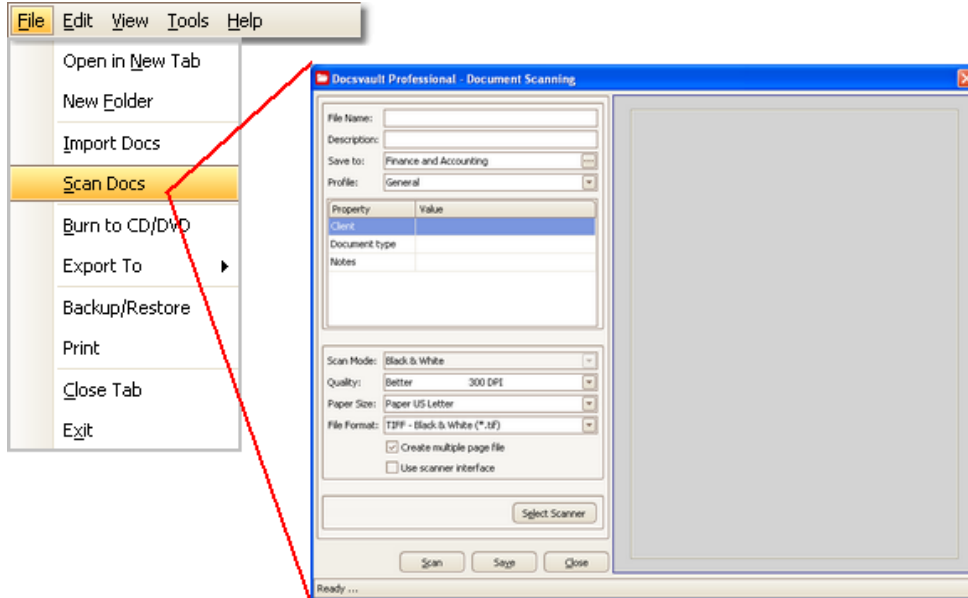 File Edit View Tools Help
Open in New Tab
New Folder
Import Docs
Scan Docs
Burn to CD/DVD
Export To
Backup/Restore
Print
Close Tab
Exit
Docsvault Professional - Document Scanning
File Name:
Description:
Save to: Finance and Accounting
Profile: General
Property Value
Client
Document type
Notes
Scan Mode: Black & White
Quality: Better 300 DPI
Paper Size: Paper US Letter
File Format: TIFF - Black & White (*.tif)
Create multiple page file
Use scanner interface
Select Scanner
Scan Save Close
Ready ...